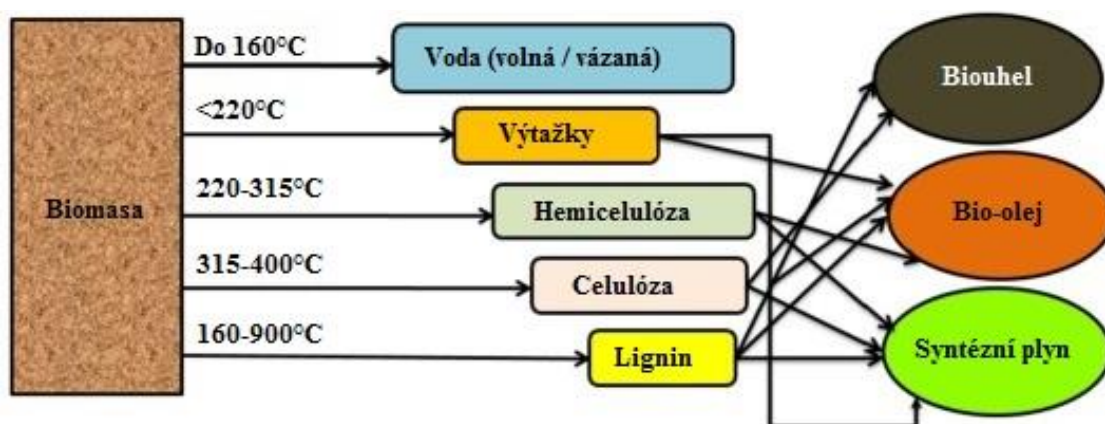 Do 160°C
Voda (volná / vázaná)
Biouhel
<220°C
Výtažky
220-315°C
Biomasa
Hemicelulóza
Bio-olej
315-400°C
Celulóza
160-900°C
Lignin
Syntézní plyn